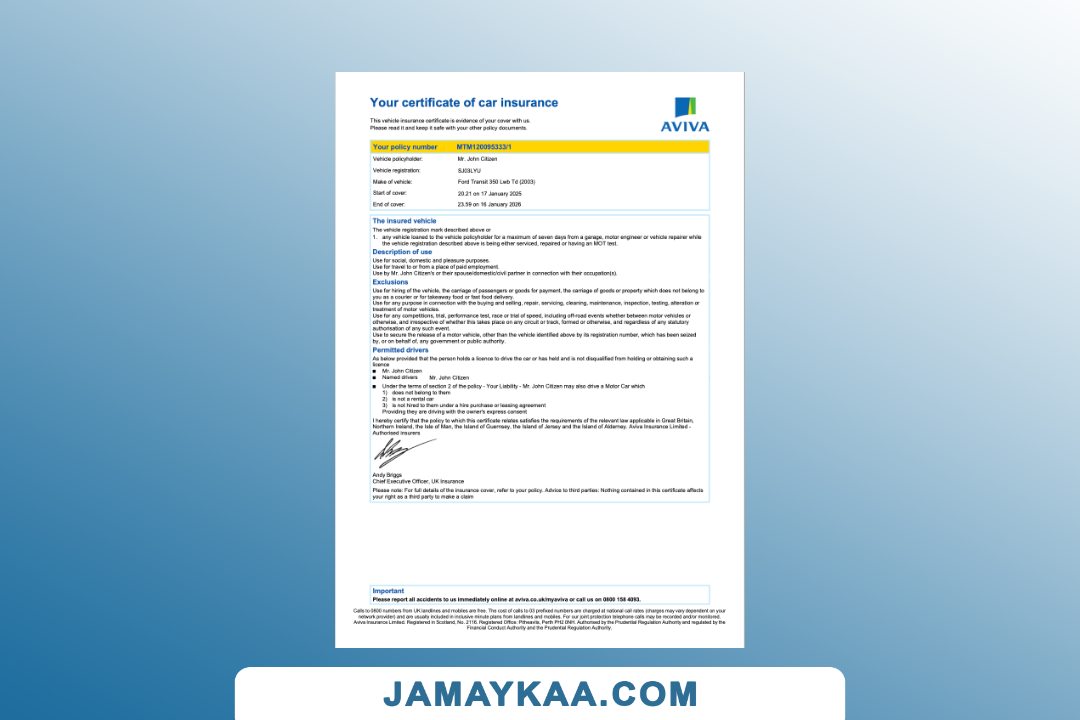 Your certificate of car insurance
This vehicle insurance certificate is evidence of your cover with us.
Please read it and keep it safe with your other policy documents.
AVIVA
Your policy number MTM120095333/1
Vehicle policyholder: Mr. John Citizen
Vehicle registration: SJ03LYU
Make of vehicle: Ford Transit 350 Lwb Td (2003)
Start of cover: 20.21 on 17 January 2025
End of cover: 23.59 on 16 January 2026
The insured vehicle
The vehicle registration mark described above or
1. any vehicle loaned to the vehicle policyholder for a maximum of seven days from a garage, motor engineer or vehicle repairer while
the vehicle registration described above is being either serviced, repaired or having an MOT test.
Description of use
Use for social, domestic and pleasure purposes.
Use for travel to or from a place of paid employment.
Use by Mr. John Citizen's or their spouse/domestic/civil partner in connection with their occupation(s).
Exclusions
Use for hiring of the vehicle, the carriage of passengers or goods for payment, the carriage of goods or property which does not belong to
you as a courier or for takeaway food or fast food delivery.
Use for any purpose in connection with the buying and selling, repair, servicing, cleaning, maintenance, inspection, testing, alteration or
treatment of motor vehicles.
Use for any competitions, trial, performance test, race or trial of speed, including off-road events whether between motor vehicles or
otherwise, and irrespective of whether this takes place on any circuit or track, formed or otherwise, and regardless of any statutory
authorisation of any such event.
Use to secure the release of a motor vehicle, other than the vehicle identified above by its registration number, which has been seized
by, or on behalf of, any government or public authority.
Permitted drivers
As below provided that the person holds a licence to drive the car or has held and is not disqualified from holding or obtaining such a
licence
■ Mr. John Citizen
■ Named drivers Mr. John Citizen
■ Under the terms of section 2 of the policy - Your Liability - Mr. John Citizen may also drive a Motor Car which
1) does not belong to them
2) is not a rental car
3) is not hired to them under a hire purchase or leasing agreement
Providing they are driving with the owner's express consent
I hereby certify that the policy to which this certificate relates satisfies the requirements of the relevant law applicable in Great Britain,
Northern Ireland, the Isle of Man, the Island of Guernsey, the Island of Jersey and the Island of Alderney. Aviva Insurance Limited -
Authorised insurers
Andy Briggs
Chief Executive Officer, UK Insurance
Please note: For full details of the insurance cover, refer to your policy. Advice to third parties: Nothing contained in this certificate affects
your right as a third party to make a claim
Important
Please report all accidents to us immediately online at aviva.co.uk/myaviva or call us on 0800 158 4093.
Calls to 0800 numbers from UK landlines and mobiles are free. The cost of calls to 03 prefixed numbers are charged at national call rates (charges may vary dependent on your
network provider) and are usually included in inclusive minute plans from landlines and mobiles. For our joint protection telephone calls may be recorded and/or monitored.
Aviva Insurance Limited. Registered in Scotland, No. 2116. Registered Office: Pitheavlis, Perth PH2 0NH. Authorised by the Prudential Regulation Authority and regulated by the
Financial Conduct Authority and the Prudential Regulation Authority.
JAMAYKAA.COM